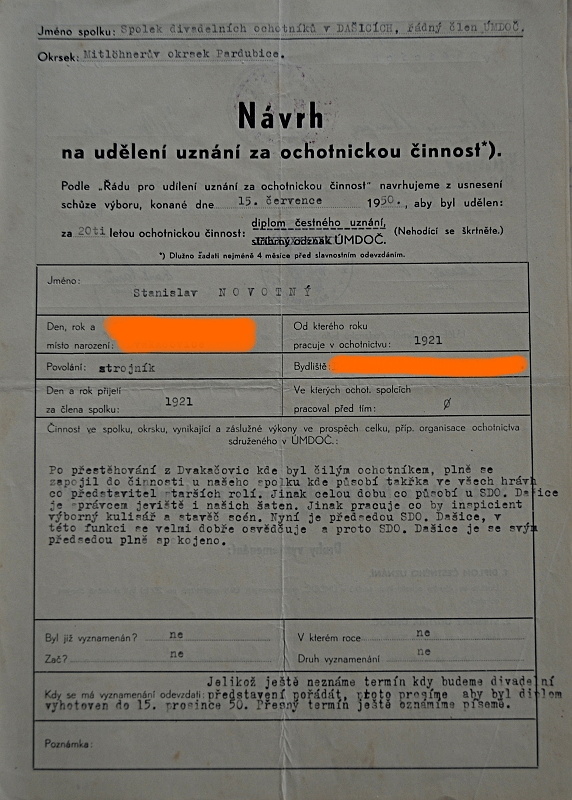 Jméno spolku: Spolek divadelních ochotníků v DAŠICÍCH, řádný člen ÚMDOČ.
Okrsek: Mitlöhnerův okrsek Pardubice.
Návrh
na udělení uznání za ochotnickou činnost*).
Podle „Řádu pro udílení uznání za ochotnickou činnost" navrhujeme z usnesení
schůze výboru, konané dne 15. července 1950., aby byl udělen:
za 20ti letou ochotnickou činnost: diplom čestného uznání, stříbrný odznak ÚMDOČ. (Nehodící se škrtněte.)
*) Dlužno žádati nejméně 4 měsíce před slavnostním odevzdáním.
Jméno:
Stanislav NOVOTNÝ
Den, rok a
místo narození:
Od kterého roku
pracuje v ochotnictvu: 1921
Povolání: strojník
Bydliště:
Den a rok přijetí
za člena spolku: 1921
Ve kterých ochot. spolcích
pracoval před tím: ø
Činnost ve spolku, okrsku, vynikající a záslužné výkony ve prospěch celku, příp. organisace ochotnictva
sdruženého v ÚMDOČ.:
Po přestěhování z Dvakačovic kde byl čilým ochotníkem, plně se
zapojil do činnosti u našeho spolku kde působí takřka ve všech hrávh
co představitel starších rolí. Jinak celou dobu co působí u SDO. Dašice
je správcem jeviště i našich šaten. Jinak pracuje co by inspicient
výborný kulisář a stavěč scén. Nyní je předsedou SDO. Dašice, v
této funkci se velmi dobře osvědčuje a proto SDO. Dašice je se svým
předsedou plně spokojeno.
Byl již vyznamenán? ne
V kterém roce ne
Zač? ne
Druh vyznamenání ne
Jelikož ještě neznáme termín kdy budeme divadelní
Kdy se má vyznamenání odevzdati: představení pořádat, proto prosíme aby byl diplom
vyhotoven do 15. prosince 50. Přesný termín ještě oznámíme písemě.
Poznámka: